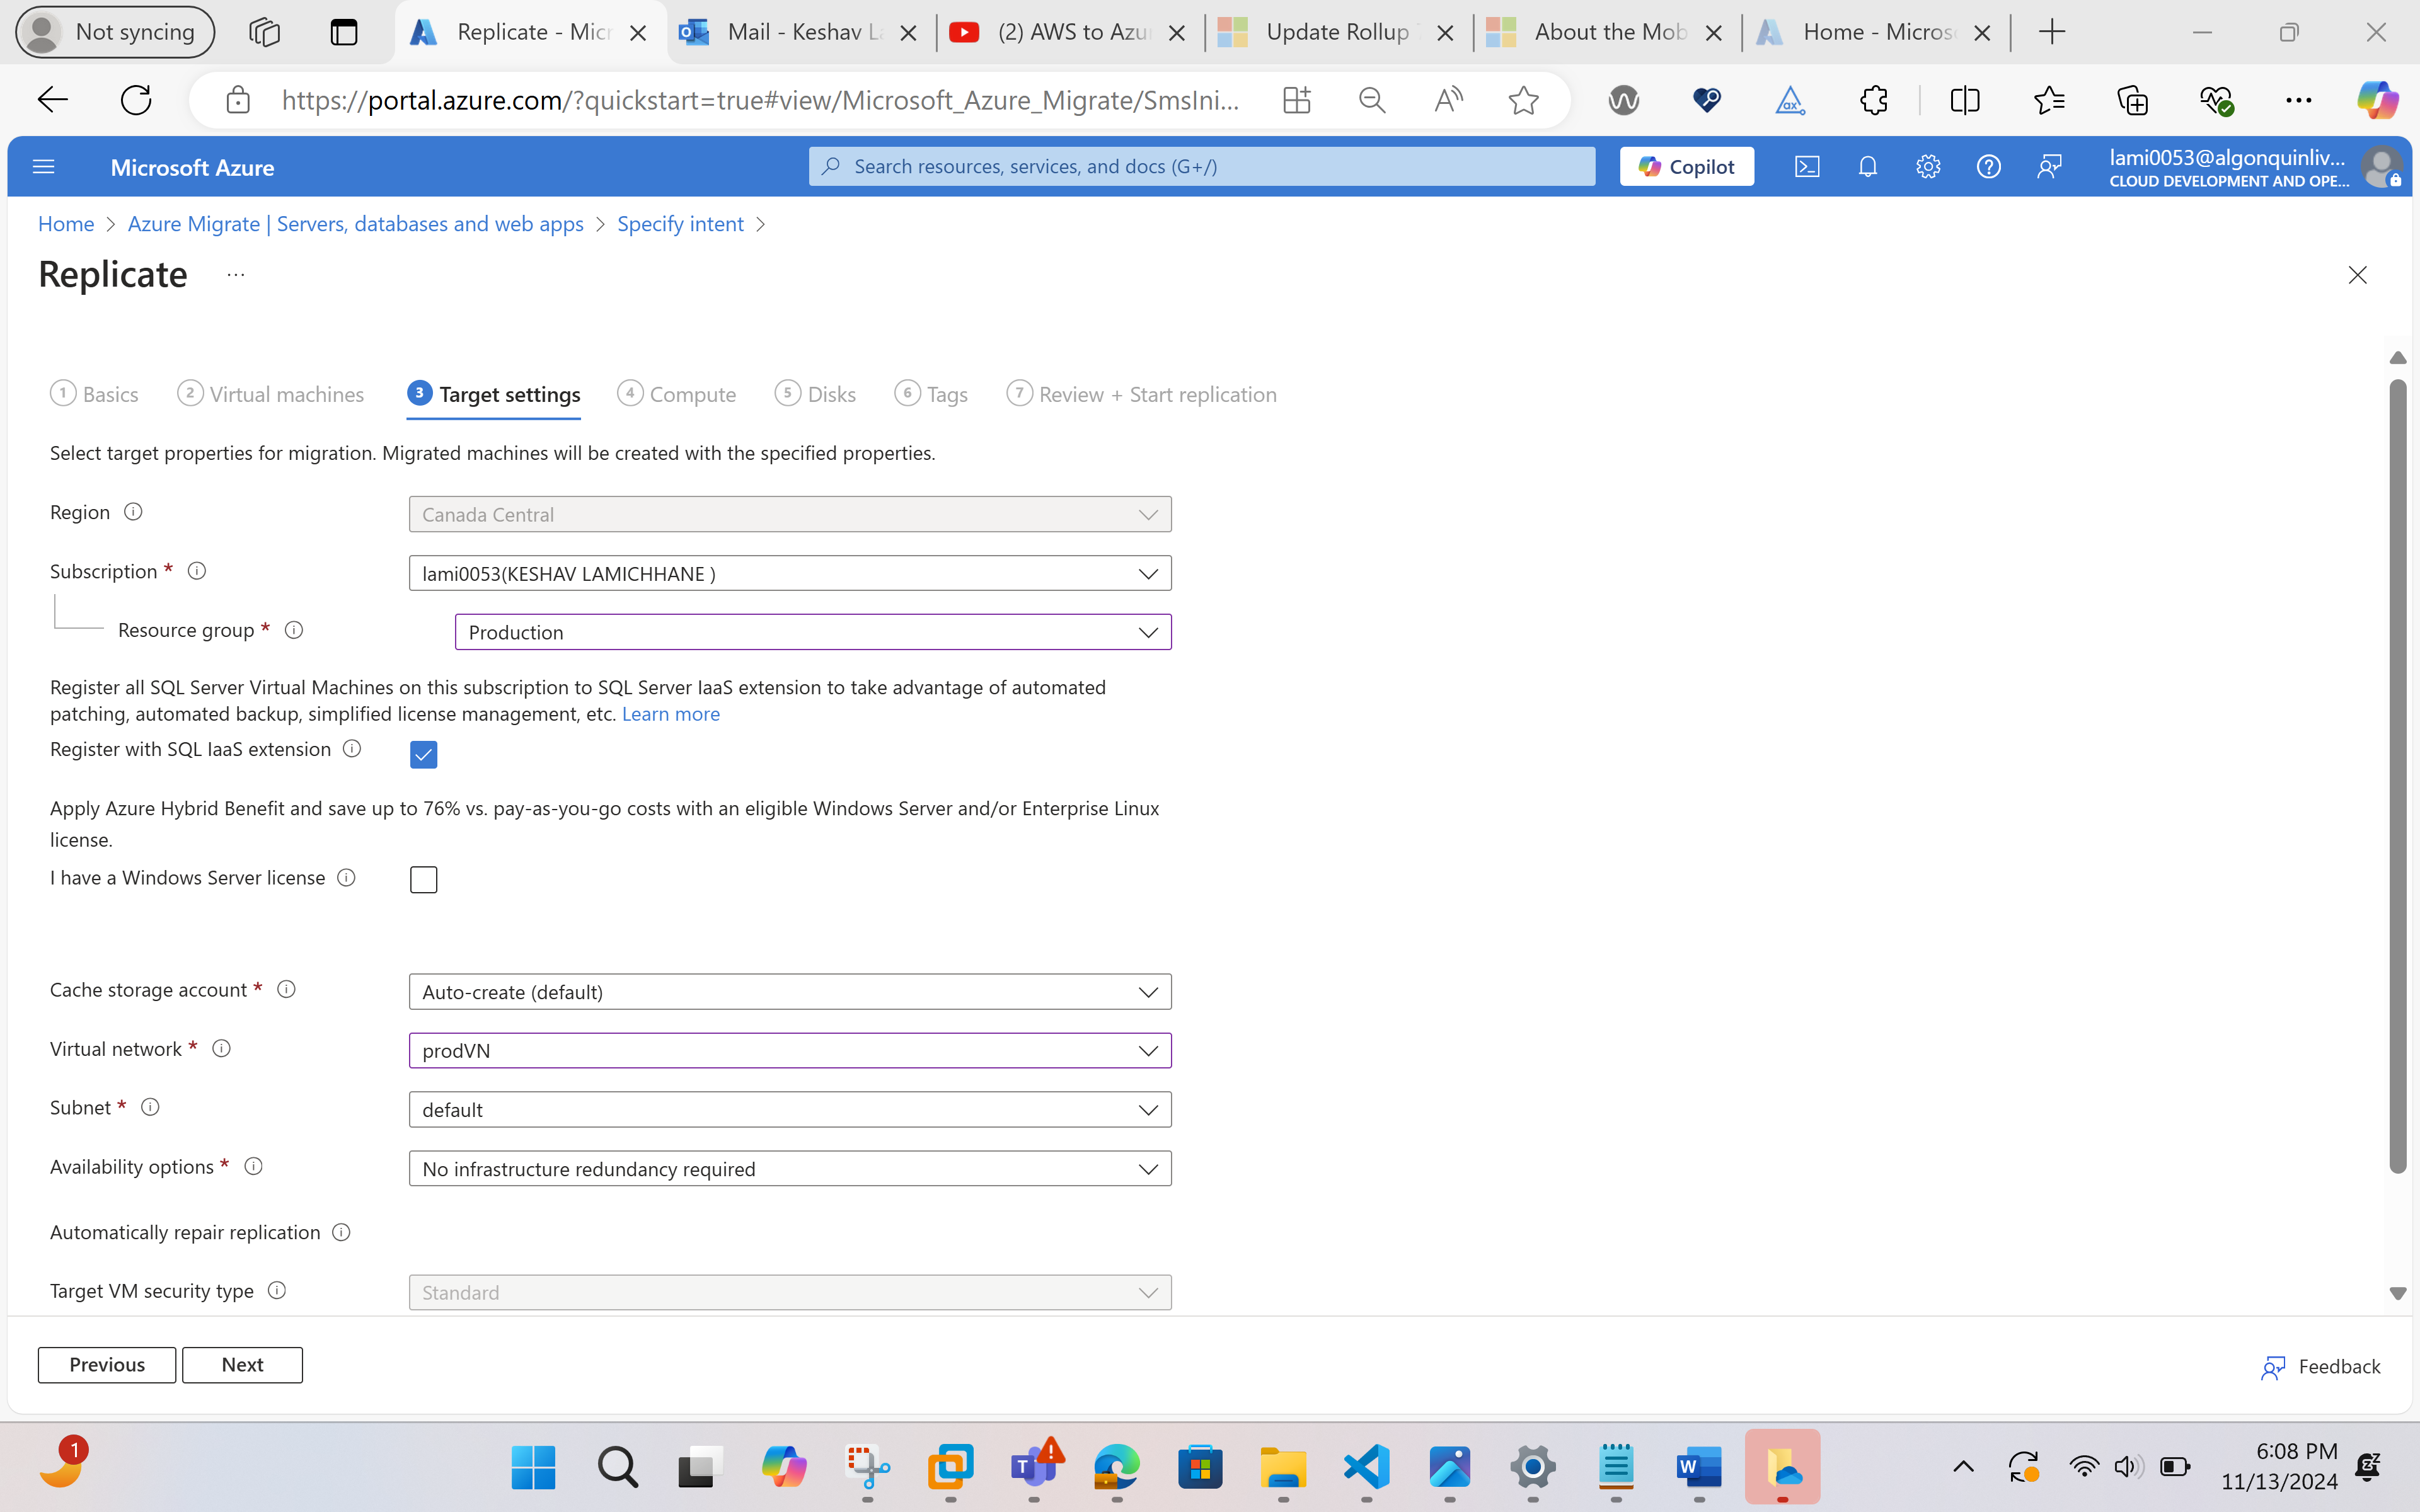 Not syncing
Replicate - Micr
Mail - Keshav La
(2) AWS to Azu
Update Rollup
About the Mob
Home - Micros
https://portal.azure.com/?quickstart=true#view/Microsoft_Azure_Migrate/SmsIni...
Microsoft Azure
Search resources, services, and docs (G+/)
Copilot
lami0053@algonquinliv...
CLOUD DEVELOPMENT AND OPE...
Home > Azure Migrate | Servers, databases and web apps > Specify intent >
Replicate ...
1 Basics 2 Virtual machines 3 Target settings 4 Compute 5 Disks 6 Tags 7 Review + Start replication
Select target properties for migration. Migrated machines will be created with the specified properties.
Region Canada Central
Subscription * lami0053(KESHAV LAMICHHANE )
Resource group * Production
Register all SQL Server Virtual Machines on this subscription to SQL Server IaaS extension to take advantage of automated
patching, automated backup, simplified license management, etc. Learn more
Register with SQL IaaS extension
Apply Azure Hybrid Benefit and save up to 76% vs. pay-as-you-go costs with an eligible Windows Server and/or Enterprise Linux
license.
I have a Windows Server license
Cache storage account * Auto-create (default)
Virtual network * prodVN
Subnet * default
Availability options * No infrastructure redundancy required
Automatically repair replication
Target VM security type Standard
Previous Next
Feedback
1
6:08 PM
11/13/2024